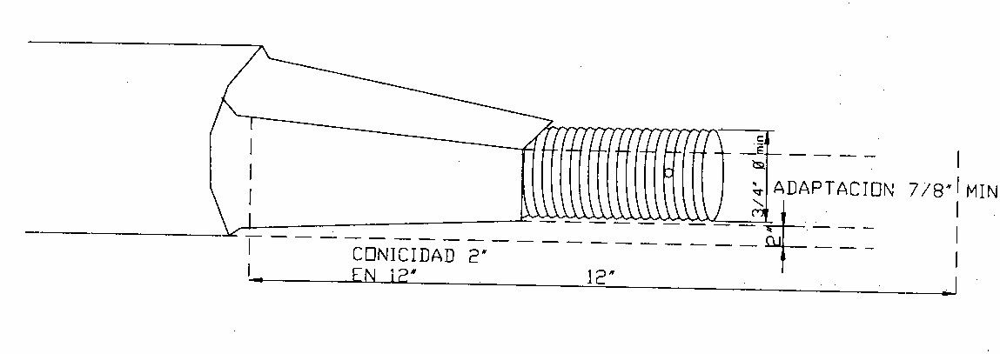 3/4" Ø min
ADAPTACION 7/8" MIN
2"
CONICIDAD 2"
EN 12"
12"